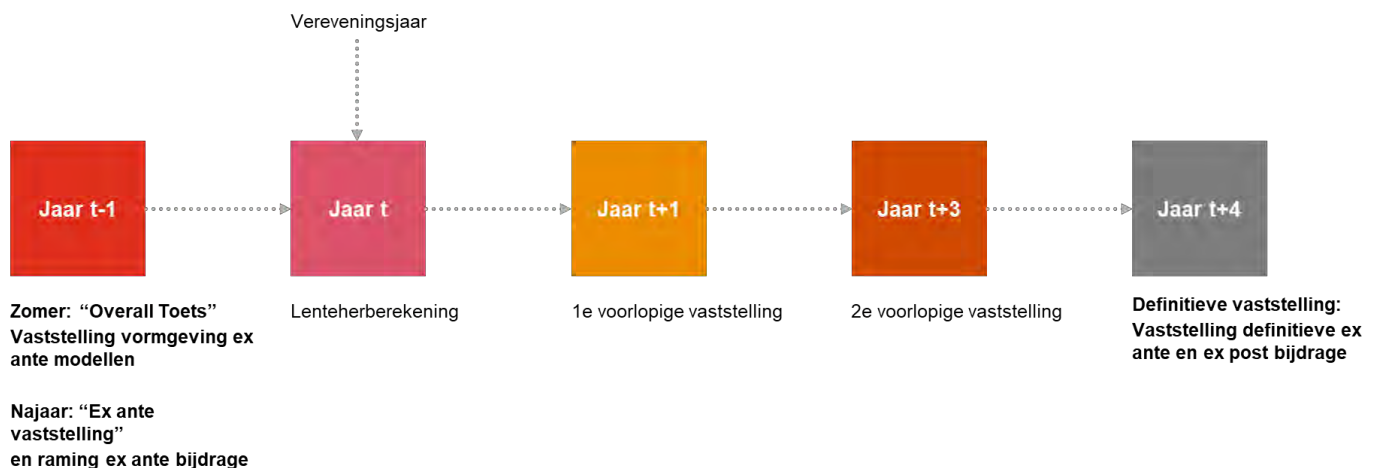 Vereveningsjaar
Jaar t-1
Jaar t
Jaar t+1
Jaar t+3
Jaar t+4
Zomer: “Overall Toets”
Vaststelling vormgeving ex
ante modellen
Najaar: “Ex ante
vaststelling”
en raming ex ante bijdrage
Lenteherberekening
1e voorlopige vaststelling
2e voorlopige vaststelling
Definitieve vaststelling:
Vaststelling definitieve ex
ante en ex post bijdrage